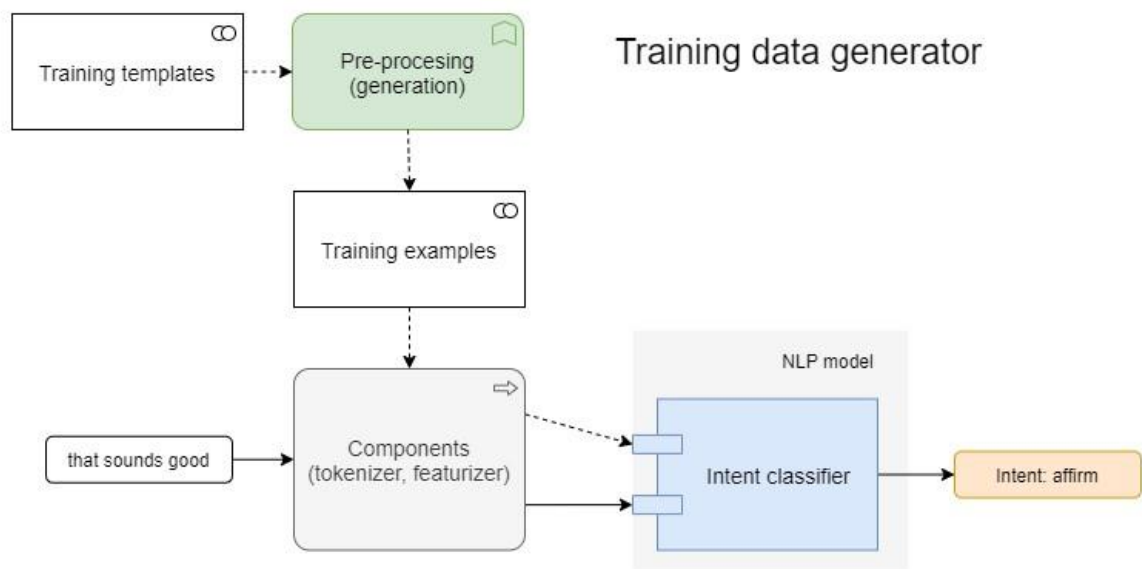 Training data generator
Training templates
Pre-procesing
(generation)
Training examples
NLP model
that sounds good
Components
(tokenizer, featurizer)
Intent classifier
Intent: affirm